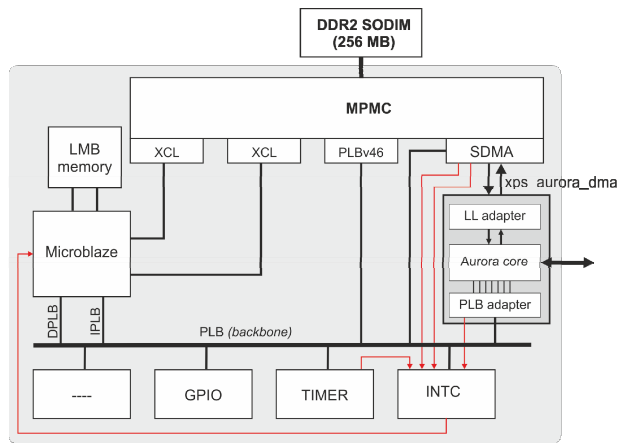 DDR2 SODIM
(256 MB)
MPMC
XCL
XCL
PLBv46
SDMA
LMB
memory
xps aurora_dma
LL adapter
Microblaze
Aurora core
PLB adapter
DPLB
IPLB
PLB (backbone)
----
GPIO
TIMER
INTC